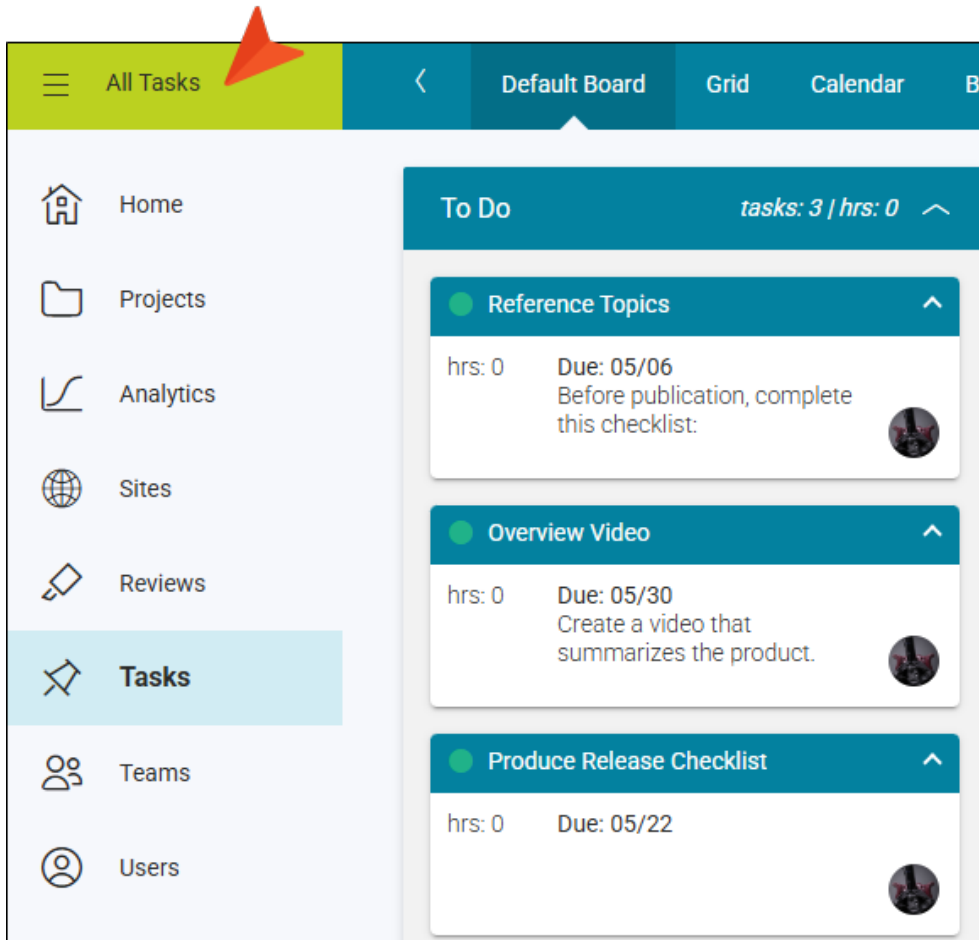 All Tasks
Default Board
Grid
Calendar
B
Home
Projects
Analytics
Sites
Reviews
Tasks
Teams
Users
To Do
tasks: 3 | hrs: 0
Reference Topics
hrs: 0
Due: 05/06
Before publication, complete
this checklist:
Overview Video
hrs: 0
Due: 05/30
Create a video that
summarizes the product.
Produce Release Checklist
hrs: 0
Due: 05/22